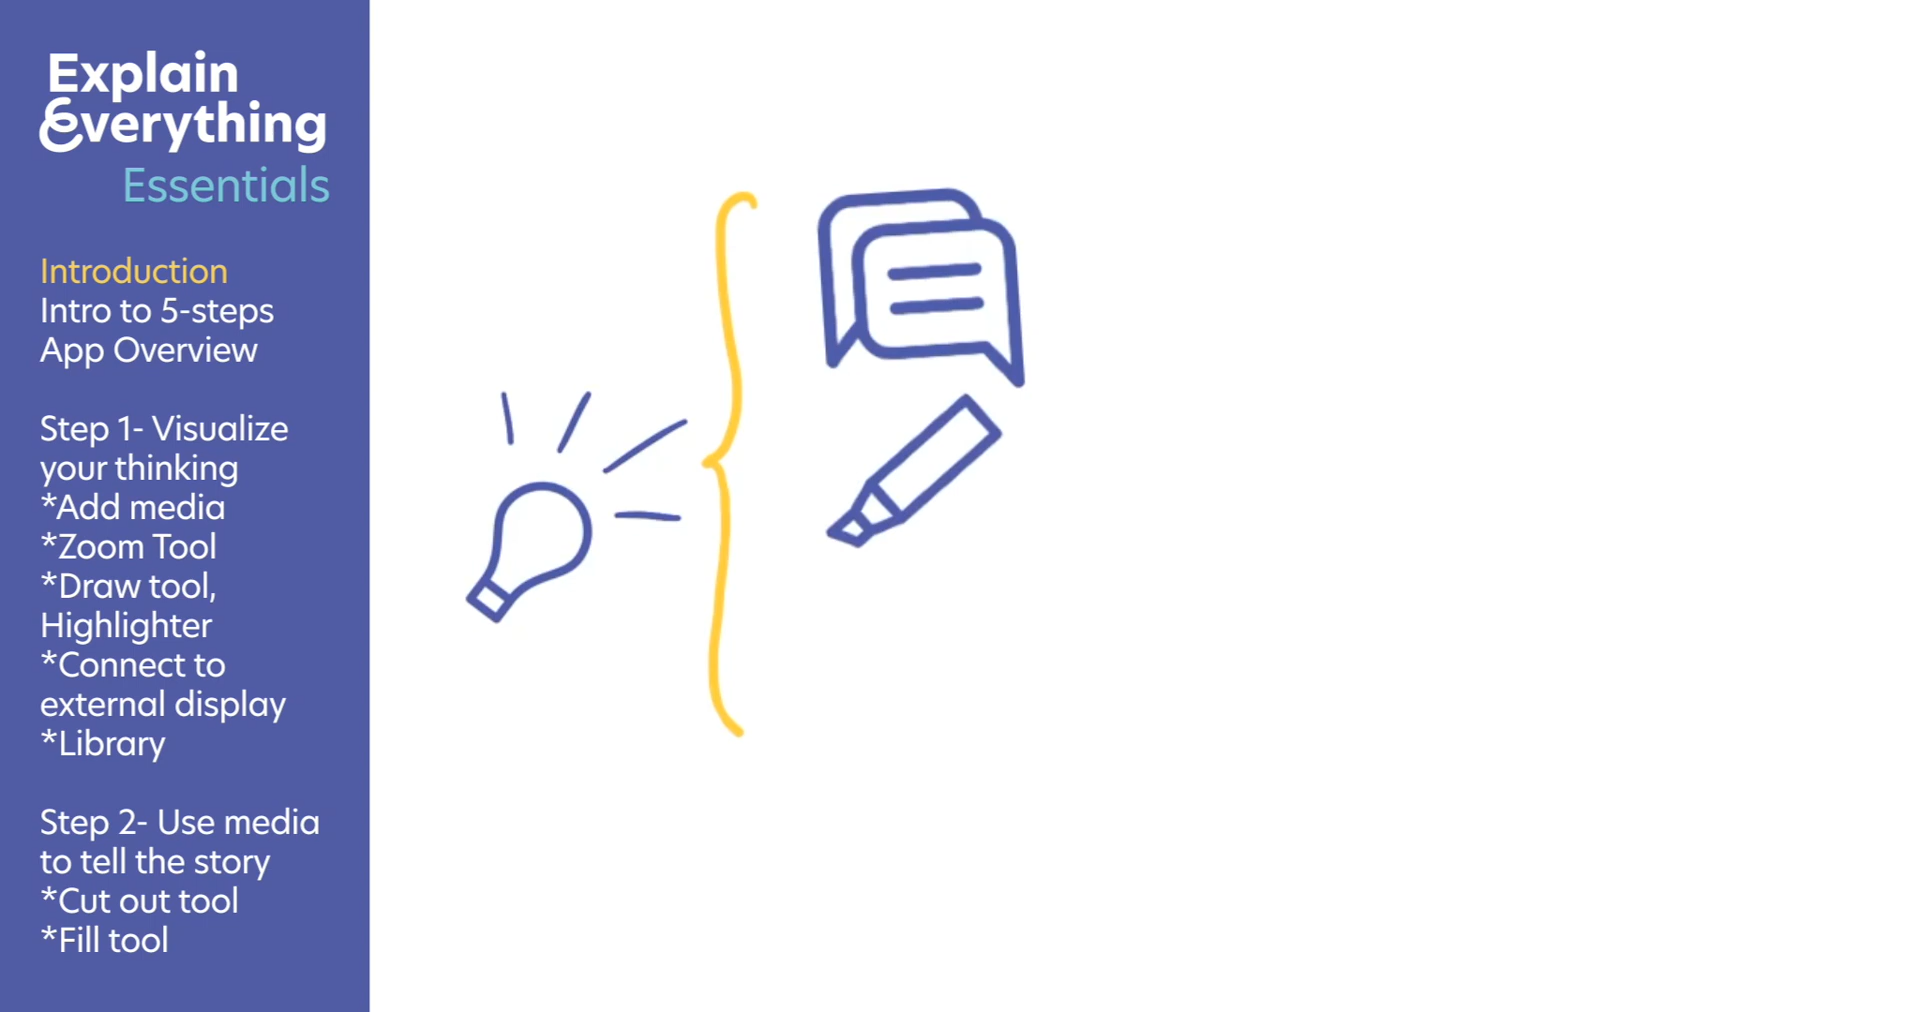 Explain
Everything
Essentials
Introduction
Intro to 5-steps
App Overview
Step 1- Visualize
your thinking
*Add media
*Zoom Tool
*Draw tool,
Highlighter
*Connect to
external display
*Library
Step 2- Use media
to tell the story
*Cut out tool
*Fill tool